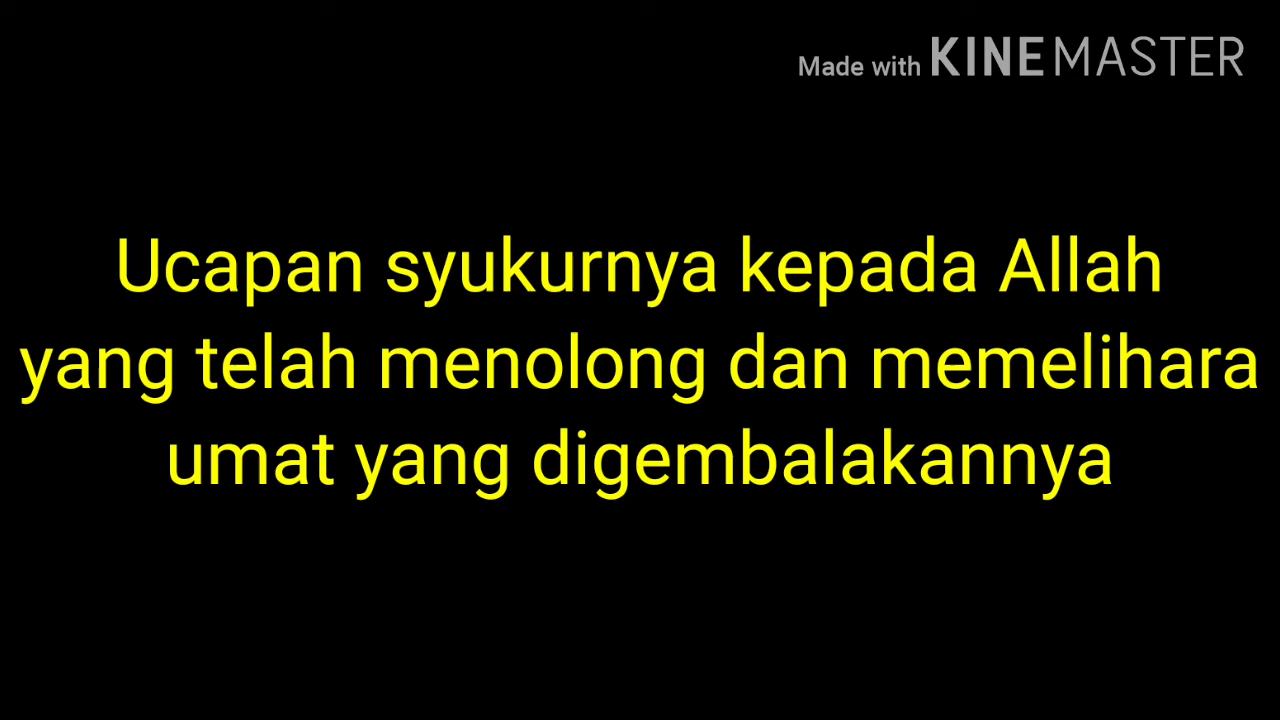 Made with KINEMASTER
Ucapan syukurnya kepada Allah
yang telah menolong dan memelihara
umat yang digembalakannya